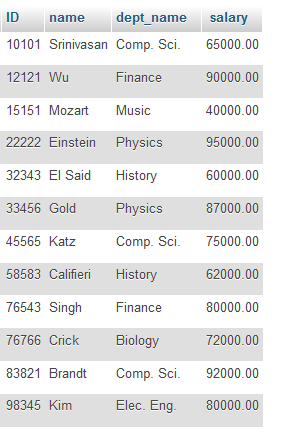 ID name dept_name salary
10101 Srinivasan Comp. Sci. 65000.00
12121 Wu Finance 90000.00
15151 Mozart Music 40000.00
22222 Einstein Physics 95000.00
32343 El Said History 60000.00
33456 Gold Physics 87000.00
45565 Katz Comp. Sci. 75000.00
58583 Califieri History 62000.00
76543 Singh Finance 80000.00
76766 Crick Biology 72000.00
83821 Brandt Comp. Sci. 92000.00
98345 Kim Elec. Eng. 80000.00